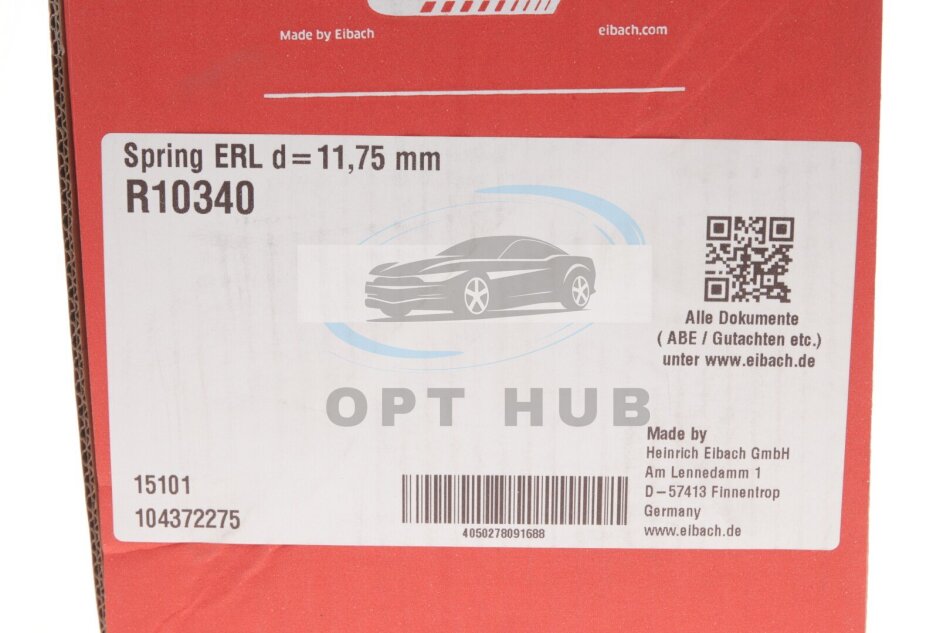 Made by Eibach
eibach.com
Spring ERL d=11,75 mm
R10340
Alle Dokumente
( ABE / Gutachten etc.)
unter www.eibach.de
OPT HUB
Made by
Heinrich Eibach GmbH
Am Lennedamm 1
D-57413 Finnentrop
Germany
www.eibach.de
15101
104372275
4050278091688